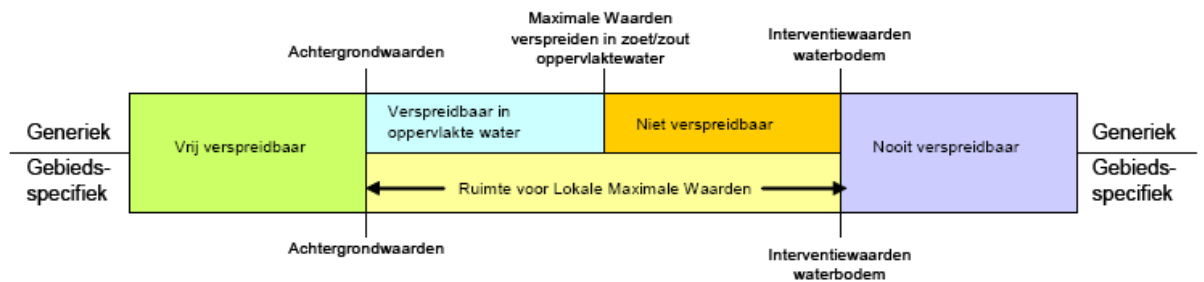 Maximale Waarden
verspreiden in zoet/zout
oppervlaktewater
Achtergrondwaarden
Interventiewaarden
waterbodem
Generiek
Gebieds-
specifiek
Vrij verspreidbaar
Verspreidbaar in
oppervlakte water
Niet verspreidbaar
Ruimte voor Lokale Maximale Waarden
Nooit verspreidbaar
Generiek
Gebieds-
specifiek
Achtergrondwaarden
Interventiewaarden
waterbodem